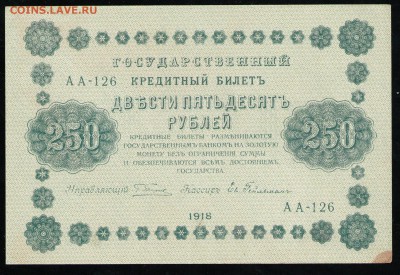 COINS.LAV.RU
ГОСУДАРСТВЕННЫЙ
АА-126 КРЕДИТНЫЙ БИЛЕТЪ
ДВѢСТИ ПЯТЬДЕСЯТЪ
РУБЛЕЙ
250 250
КРЕДИТНЫЕ БИЛЕТЫ РАЗМѢНИВАЮТСЯ
ГОСУДАРСТВЕННЫМЪ БАНКОМЪ НА ЗОЛОТУЮ
МОНЕТУ БЕЗЪ ОГРАНИЧЕНІЯ СУММЫ
И ОБЕЗПЕЧИВАЮТСЯ ВСѢМЪ ДОСТОЯНІЕМЪ
ГОСУДАРСТВА.
Управляющій Кассиръ
АА-126
1918